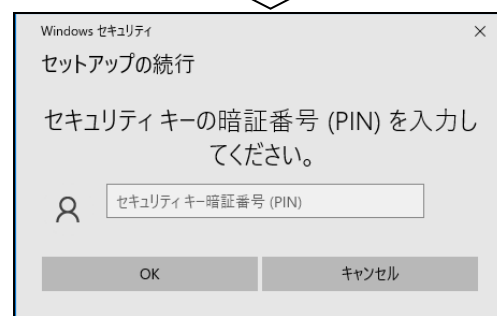 Windows セキュリティ
セットアップの続行
セキュリティ キーの暗証番号 (PIN) を入力し
てください。
セキュリティ キー暗証番号 (PIN)
OK キャンセル